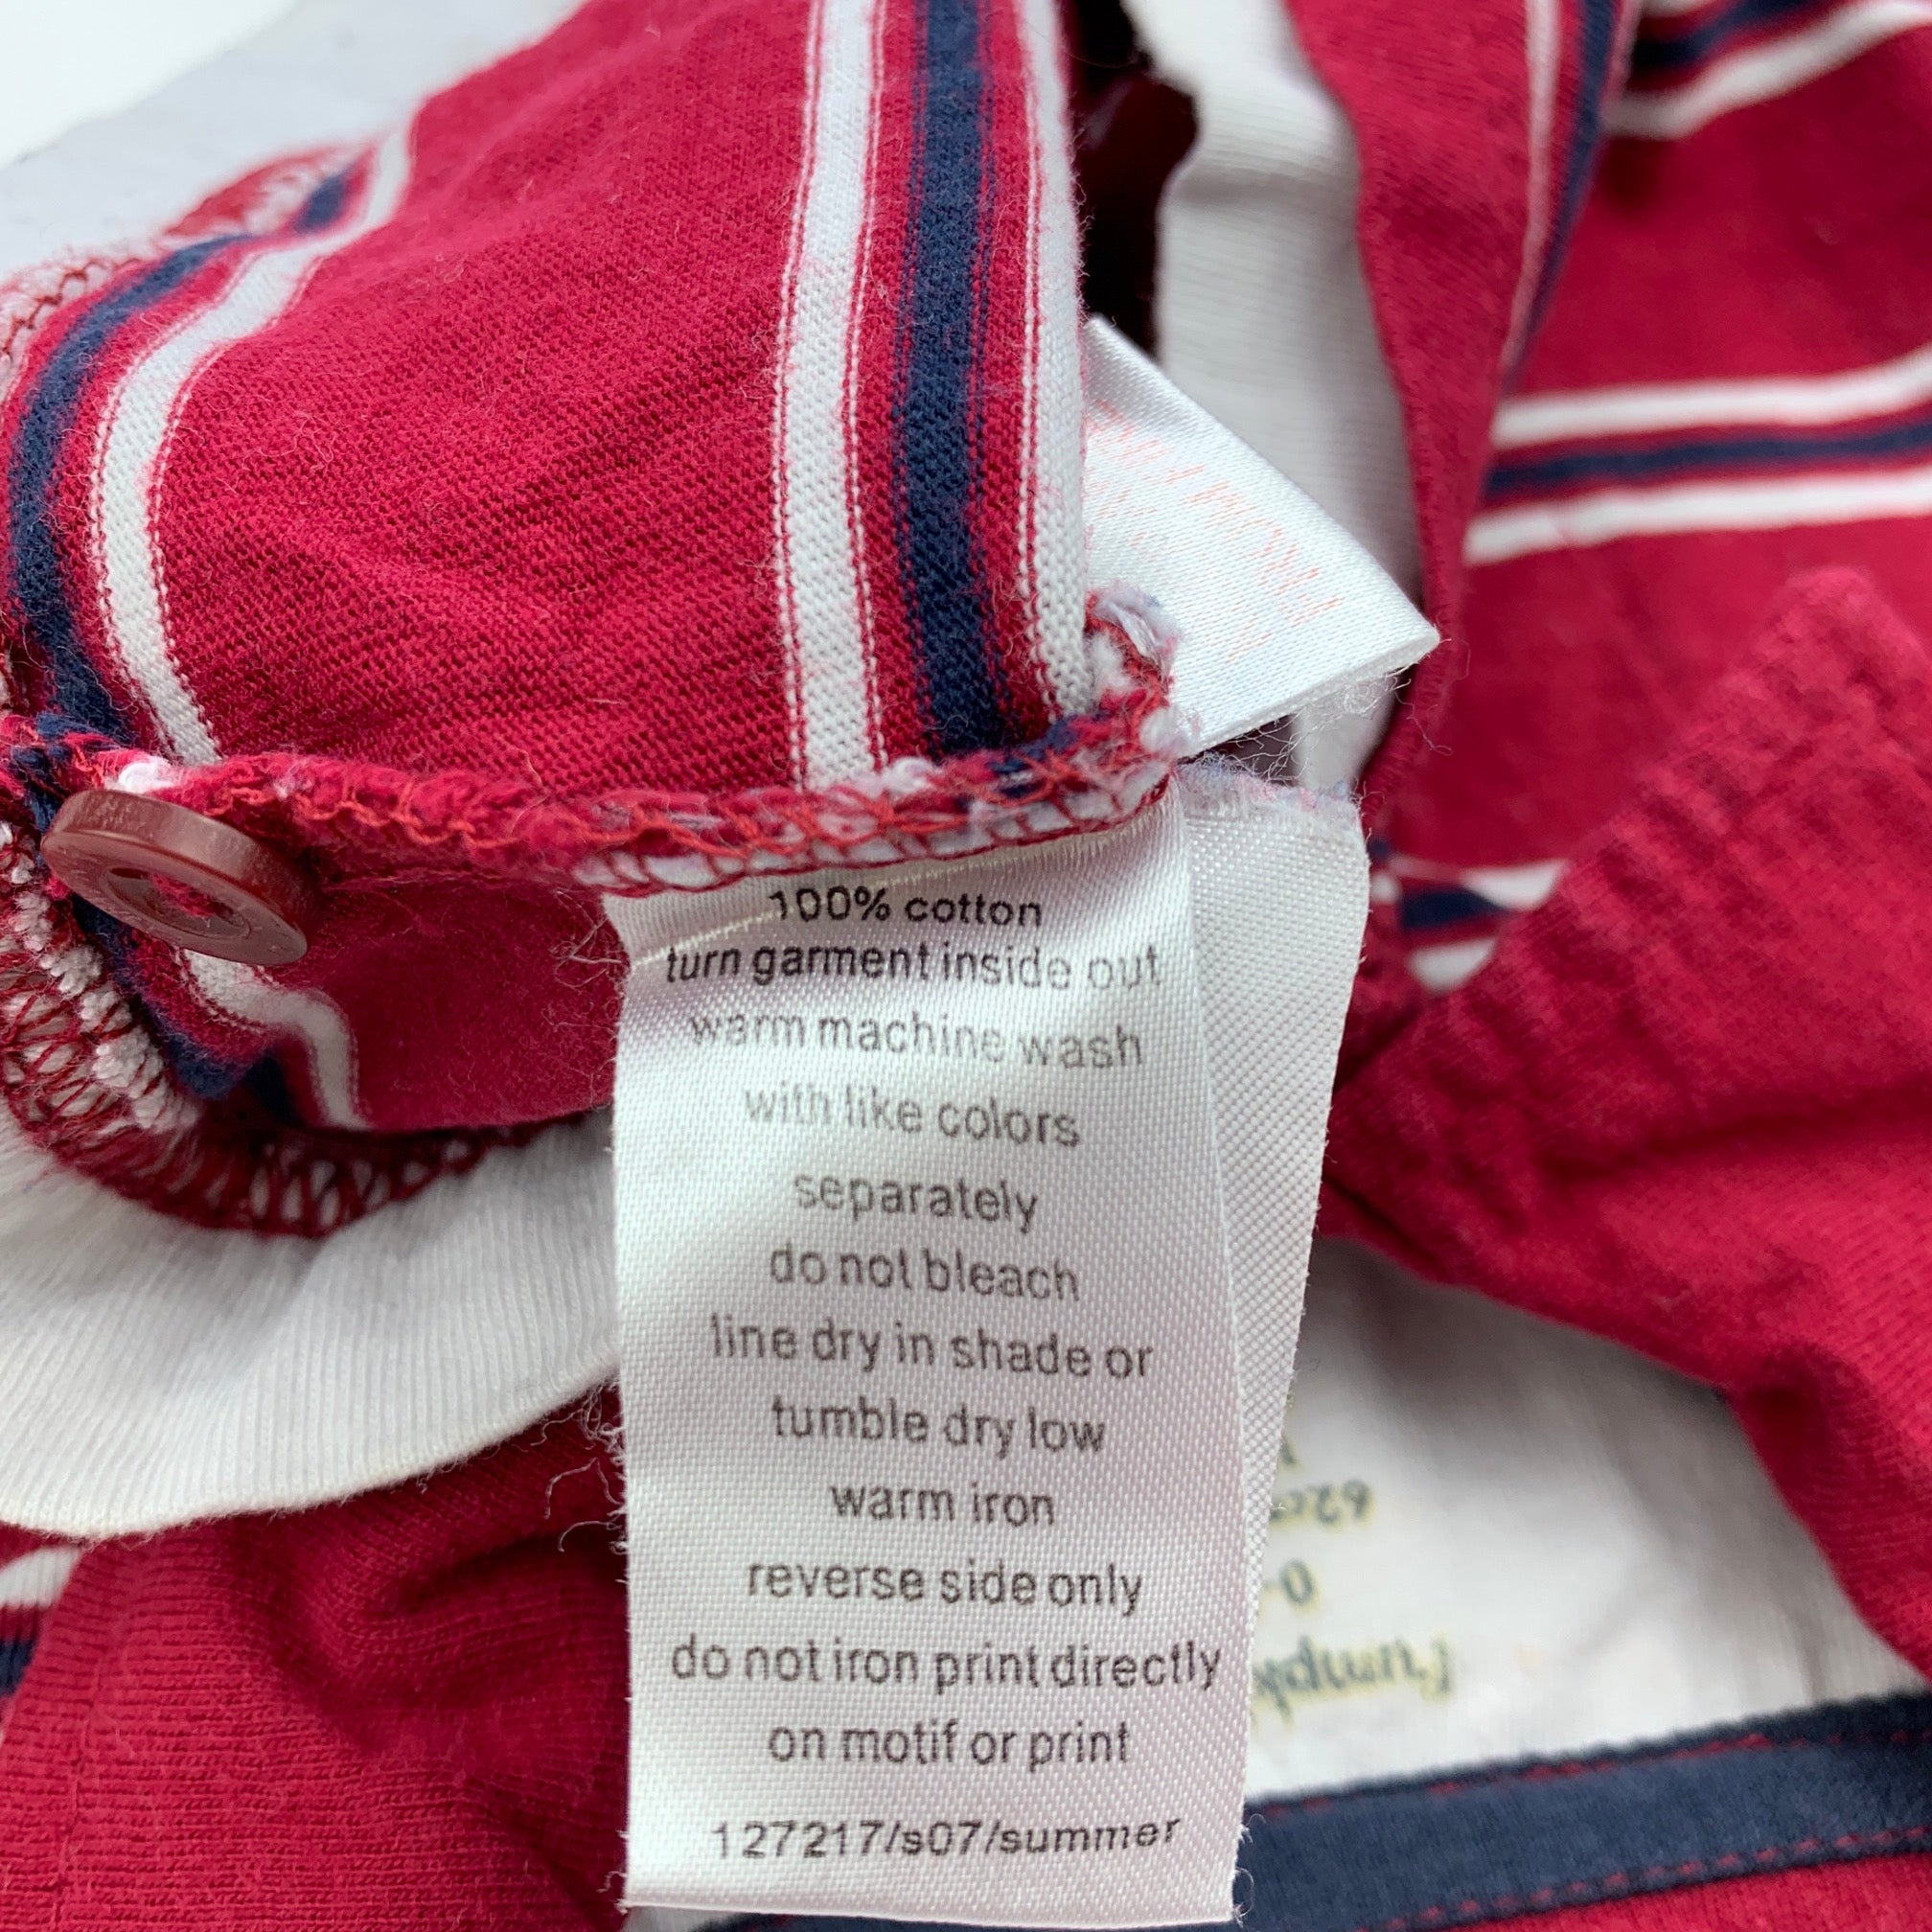 100% cotton
turn garment inside out
warm machine wash
with like colors
separately
do not bleach
line dry in shade or
tumble dry low
warm iron
reverse side only
do not iron print directly
on motif or print
127217/s07/summer